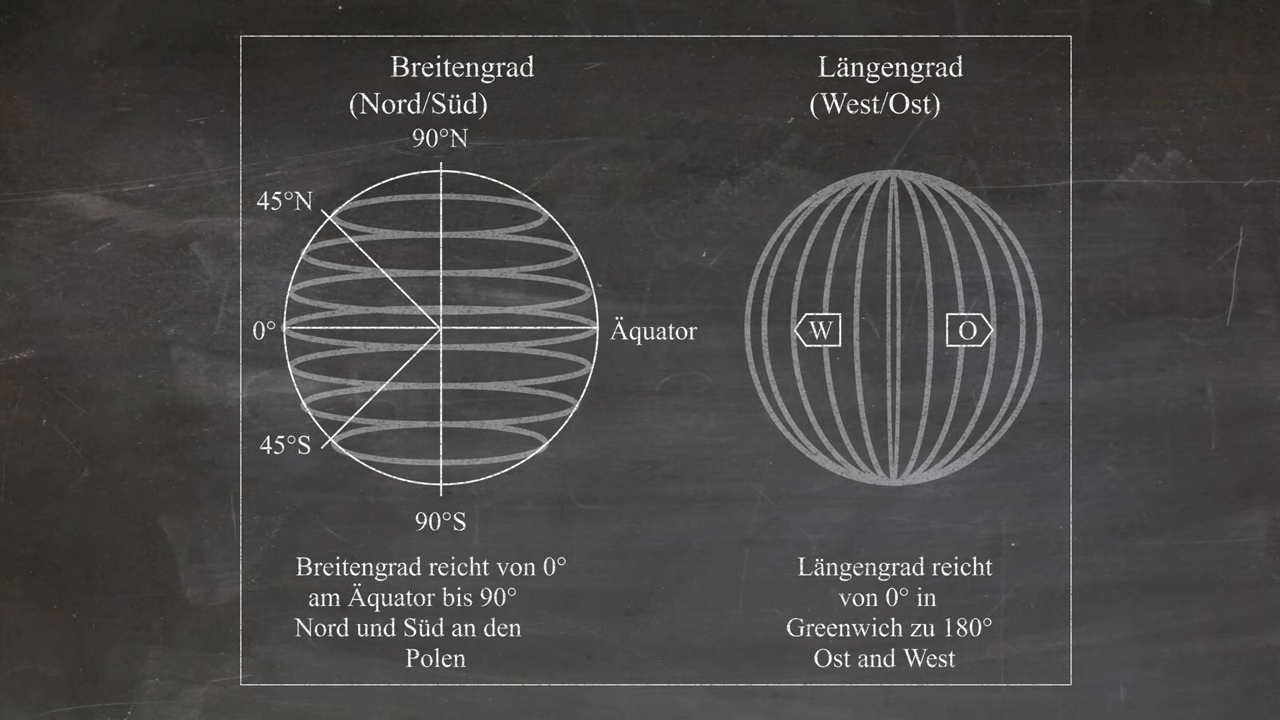 Breitengrad
(Nord/Süd)
90°N
45°N
0°
Äquator
45°S
90°S
Breitengrad reicht von 0°
am Äquator bis 90°
Nord und Süd an den
Polen
Längengrad
(West/Ost)
W
O
Längengrad reicht
von 0° in
Greenwich zu 180°
Ost and West